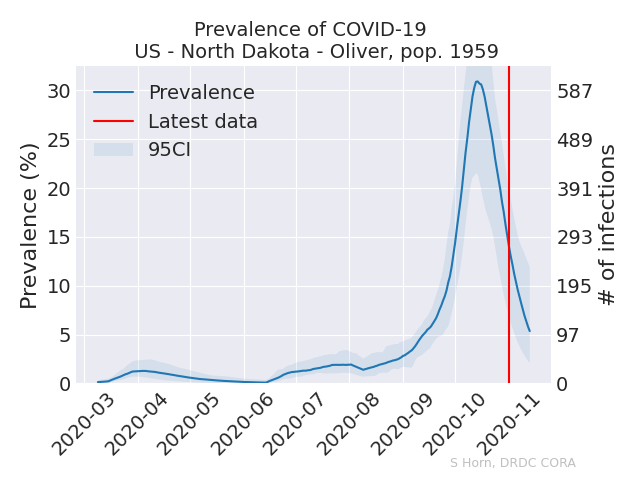 Prevalence of COVID-19
US - North Dakota - Oliver, pop. 1959
Prevalence
Latest data
95CI
Prevalence (%)
30
25
20
15
10
5
0
587
489
391
293
195
97
0
# of infections
2020-03
2020-04
2020-05
2020-06
2020-07
2020-08
2020-09
2020-10
2020-11
S Horn, DRDC CORA